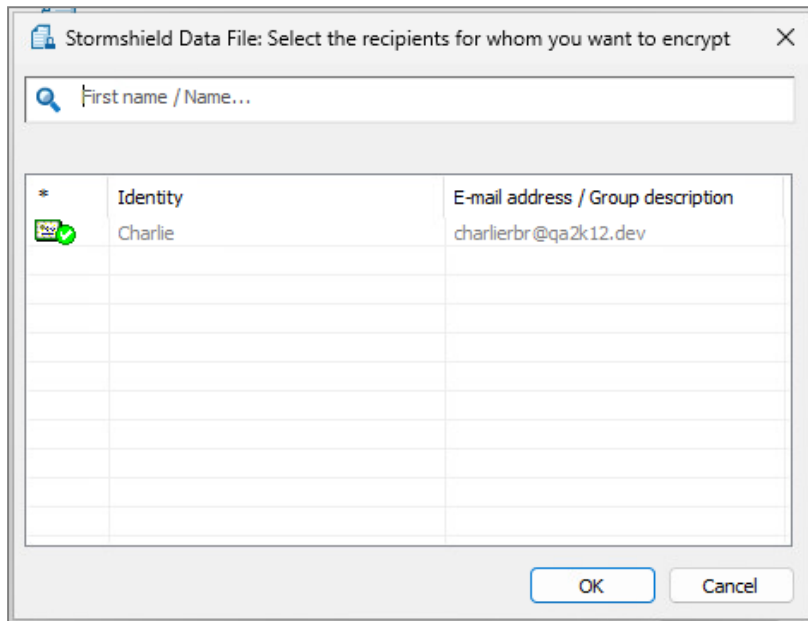 Stormshield Data File: Select the recipients for whom you want to encrypt
First name / Name...
* Identity E-mail address / Group description
Charlie charlierbr@qa2k12.dev
OK Cancel